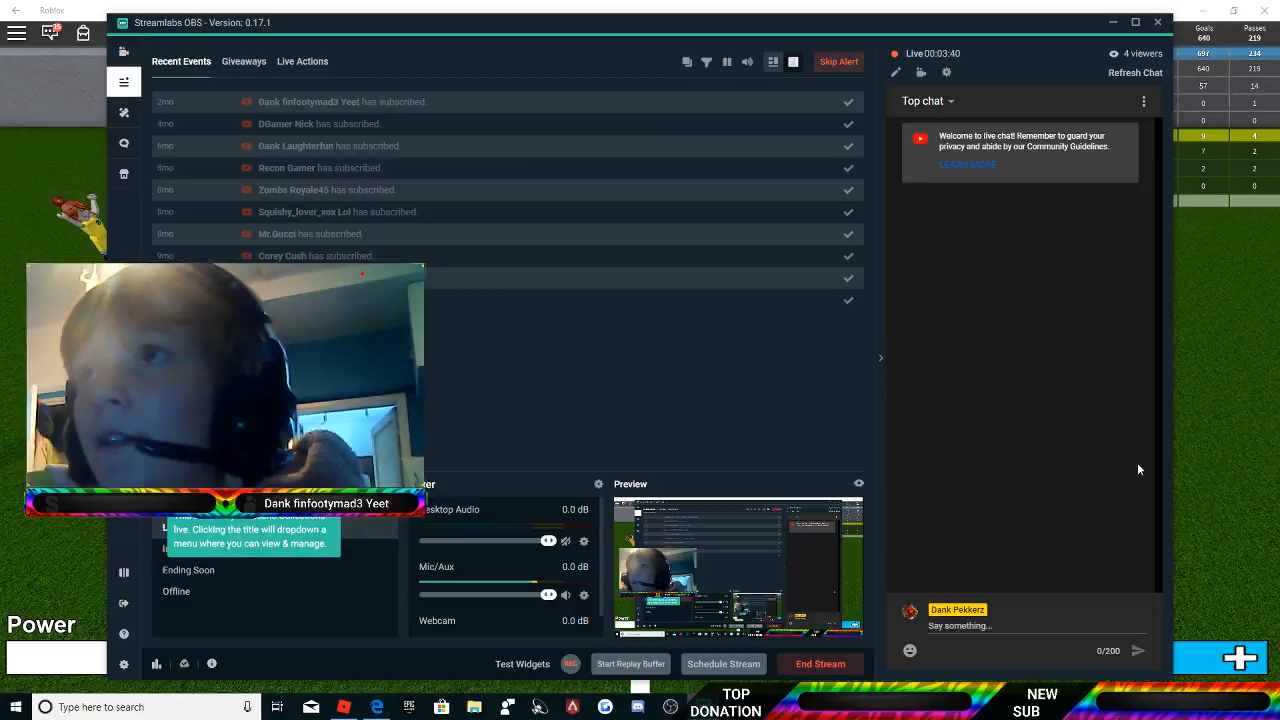 Roblox
Streamlabs OBS - Version: 0.17.1
Goals Passes
640 219
697 234
640 219
57 14
0 1
0 0
9 4
7 2
2 2
0 0
Recent Events Giveaways Live Actions
Skip Alert
2mo Dank finfootymad3 Yeet has subscribed.
4mo DGamer Nick has subscribed.
6mo Dank Laughterfun has subscribed.
8mo Recon Gamer has subscribed.
8mo Zombs Royale45 has subscribed.
8mo Squishy_lover_xox Lol has subscribed.
8mo Mr.Gucci has subscribed.
9mo Corey Cush has subscribed.
Live 00:03:40
4 viewers
Refresh Chat
Top chat
Welcome to live chat! Remember to guard your
privacy and abide by our Community Guidelines.
LEARN MORE
Dank finfootymad3 Yeet
live. Clicking the title will dropdown a
menu where you can view & manage.
Ending Soon
Offline
Desktop Audio 0.0 dB
Mic/Aux 0.0 dB
Webcam 0.0 dB
Preview
Dank Pekkerz
Say something...
0/200
Power
Test Widgets REC Start Replay Buffer Schedule Stream End Stream
Type here to search
TOP
DONATION
NEW
SUB